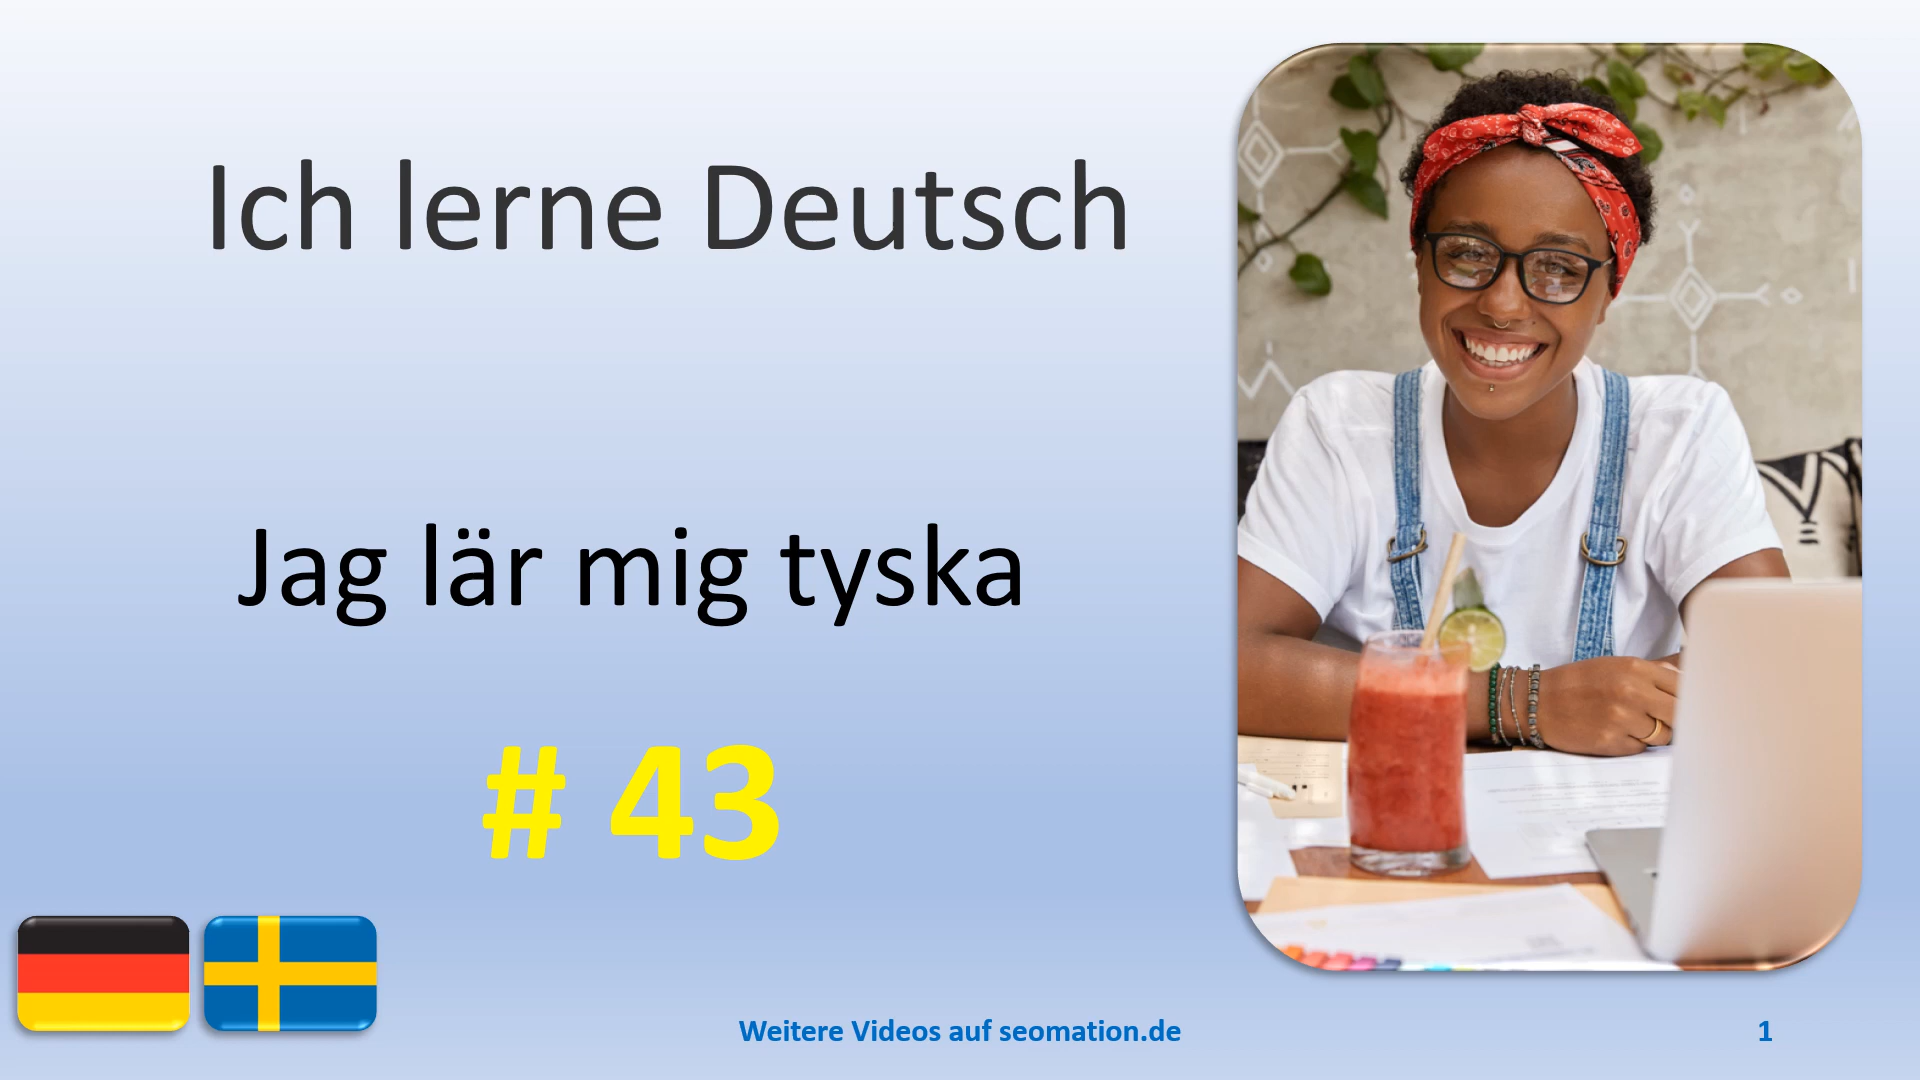 Ich lerne Deutsch
Jag lär mig tyska
# 43
Weitere Videos auf seomation.de
1